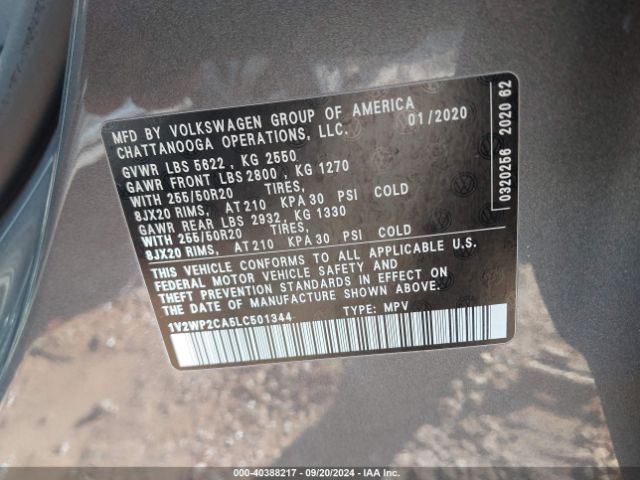 MFD BY VOLKSWAGEN GROUP OF AMERICA
CHATTANOOGA OPERATIONS, LLC. 01/2020
GVWR LBS 5622 , KG 2550
GAWR FRONT LBS 2800 , KG 1270
WITH 255/50R20 TIRES,
8JX20 RIMS, AT 210 KPA 30 PSI COLD
GAWR REAR LBS 2932, KG 1330
WITH 255/50R20 TIRES,
8JX20 RIMS, AT 210 KPA 30 PSI COLD
THIS VEHICLE CONFORMS TO ALL APPLICABLE U.S.
FEDERAL MOTOR VEHICLE SAFETY AND
THEFT PREVENTION STANDARDS IN EFFECT ON
THE DATE OF MANUFACTURE SHOWN ABOVE.
1V2WP2CA5LC501344 TYPE: MPV
0320256 2020 62
000-40388217 - 09/20/2024 - IAA Inc.